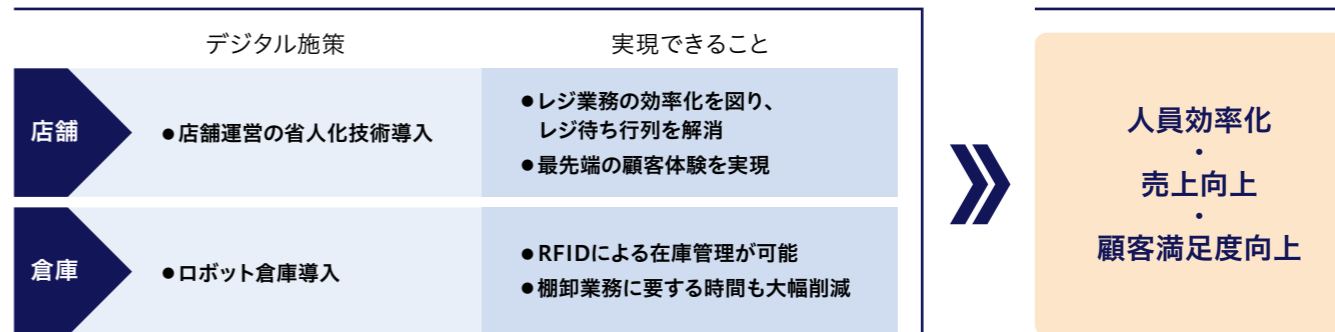 デジタル施策
実現できること
店舗
●店舗運営の省人化技術導入
●レジ業務の効率化を図り、
レジ待ち行列を解消
●最先端の顧客体験を実現
倉庫
●ロボット倉庫導入
●RFIDによる在庫管理が可能
●棚卸業務に要する時間も大幅削減
人員効率化
・
売上向上
・
顧客満足度向上